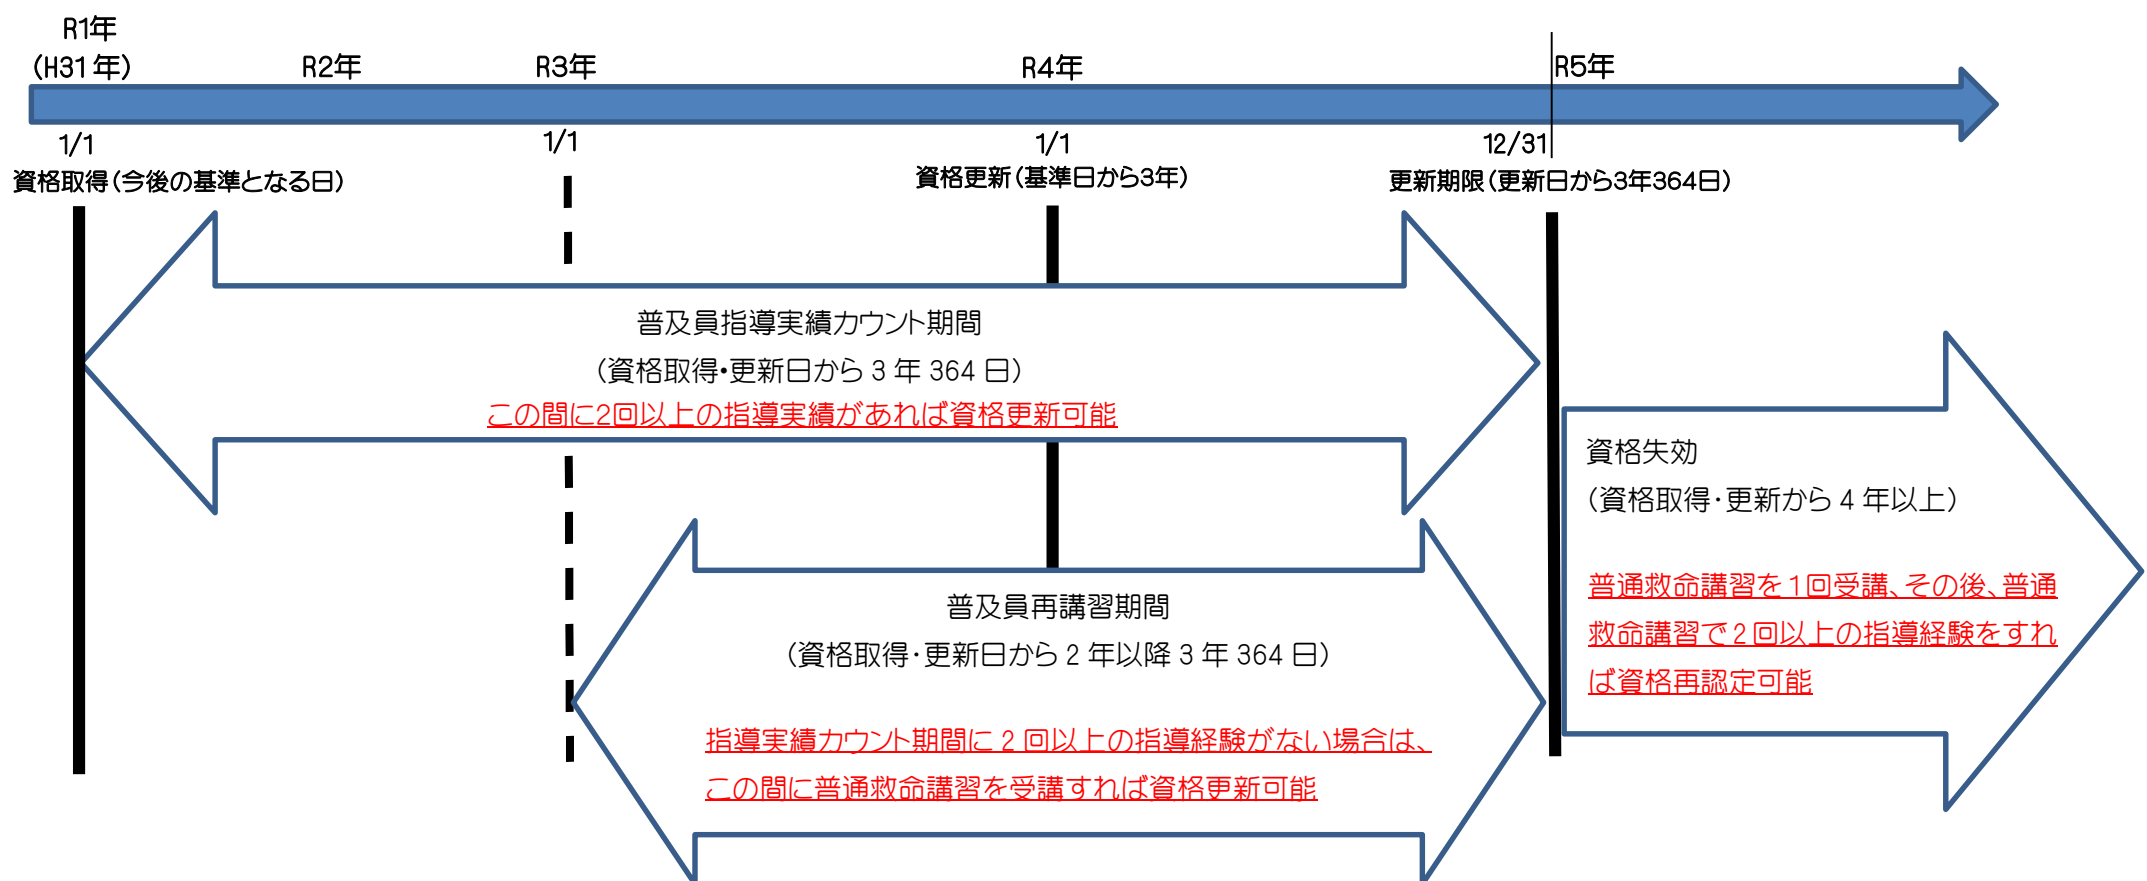 R1年
(H31年)
R2年
R3年
R4年
R5年
1/1
1/1
1/1
12/31
資格取得（今後の基準となる日）
資格更新（基準日から3年）
更新期限（更新日から3年364日）
普及員指導実績カウント期間
（資格取得・更新日から 3 年 364 日）
この間に2回以上の指導実績があれば資格更新可能
資格失効
（資格取得・更新から 4 年以上）
普通救命講習を 1 回受講、その後、普通
救命講習で 2 回以上の指導経験をすれ
ば資格再認定可能
普及員再講習期間
（資格取得・更新日から 2 年以降 3 年 364 日）
指導実績カウント期間に 2 回以上の指導経験がない場合は、
この間に普通救命講習を受講すれば資格更新可能